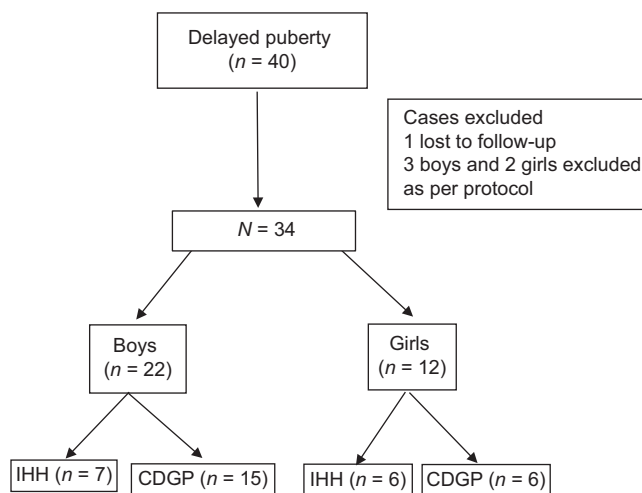 Delayed puberty
(n = 40)
Cases excluded
1 lost to follow-up
3 boys and 2 girls excluded
as per protocol
N = 34
Boys
(n = 22)
Girls
(n = 12)
IHH (n = 7)
CDGP (n = 15)
IHH (n = 6)
CDGP (n = 6)